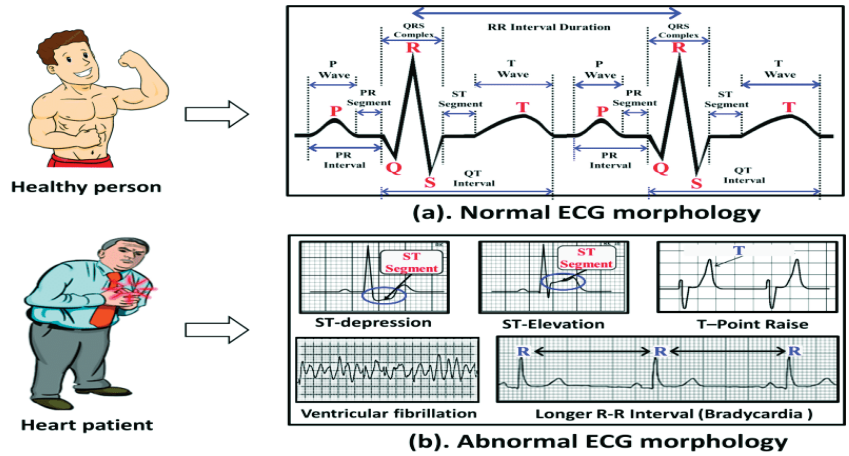 RR Interval Duration
QRS
Complex
R
QRS
Complex
R
P
Wave
T
Wave
P
Wave
T
Wave
PR
Segment
ST
Segment
PR
Segment
ST
Segment
P
T
P
T
PR
Interval
Q
S
QT
Interval
PR
Interval
Q
S
QT
Interval
Healthy person
(a). Normal ECG morphology
ST
Segment
ST-depression
ST
Segment
ST-Elevation
T
T–Point Raise
Ventricular fibrillation
R
R
R
Longer R-R Interval (Bradycardia )
Heart patient
(b). Abnormal ECG morphology